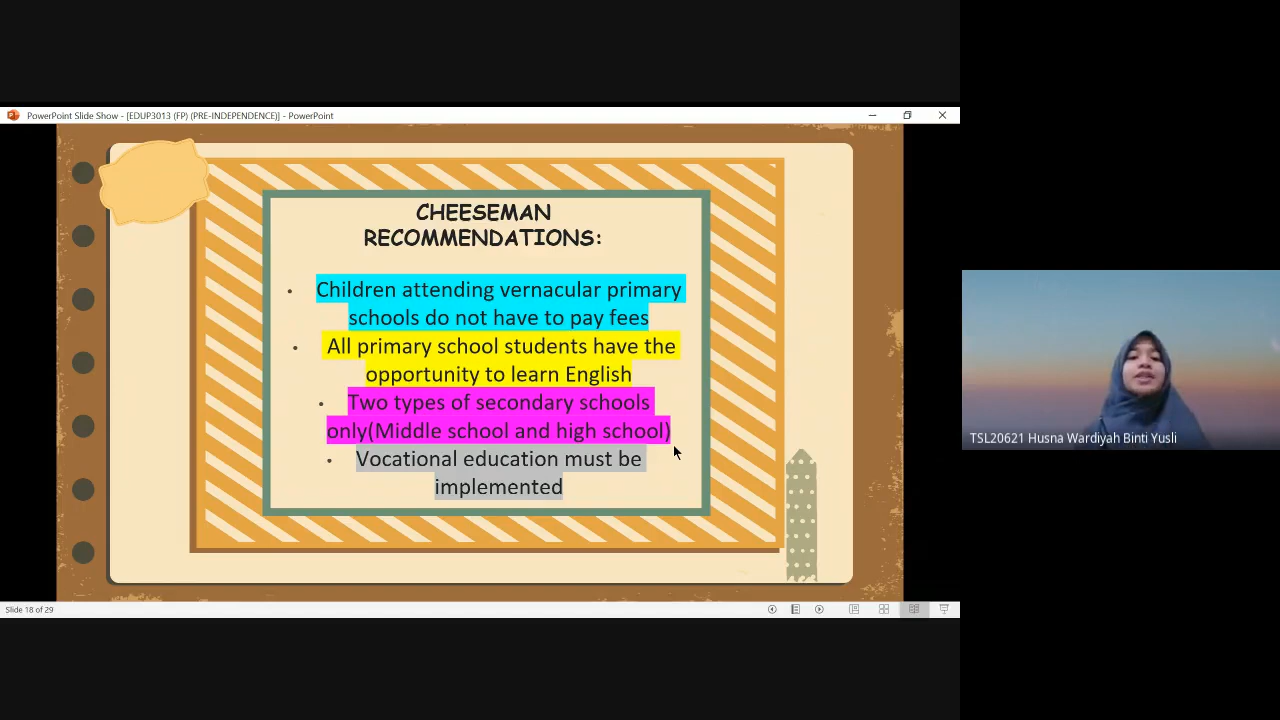 PowerPoint Slide Show - [EDUP3013 (FP) (PRE-INDEPENDENCE)] - PowerPoint
CHEESEMAN
RECOMMENDATIONS:
• Children attending vernacular primary
schools do not have to pay fees
• All primary school students have the
opportunity to learn English
• Two types of secondary schools
only(Middle school and high school)
• Vocational education must be
implemented
TSL20621 Husna Wardiyah Binti Yusli
Slide 18 of 29